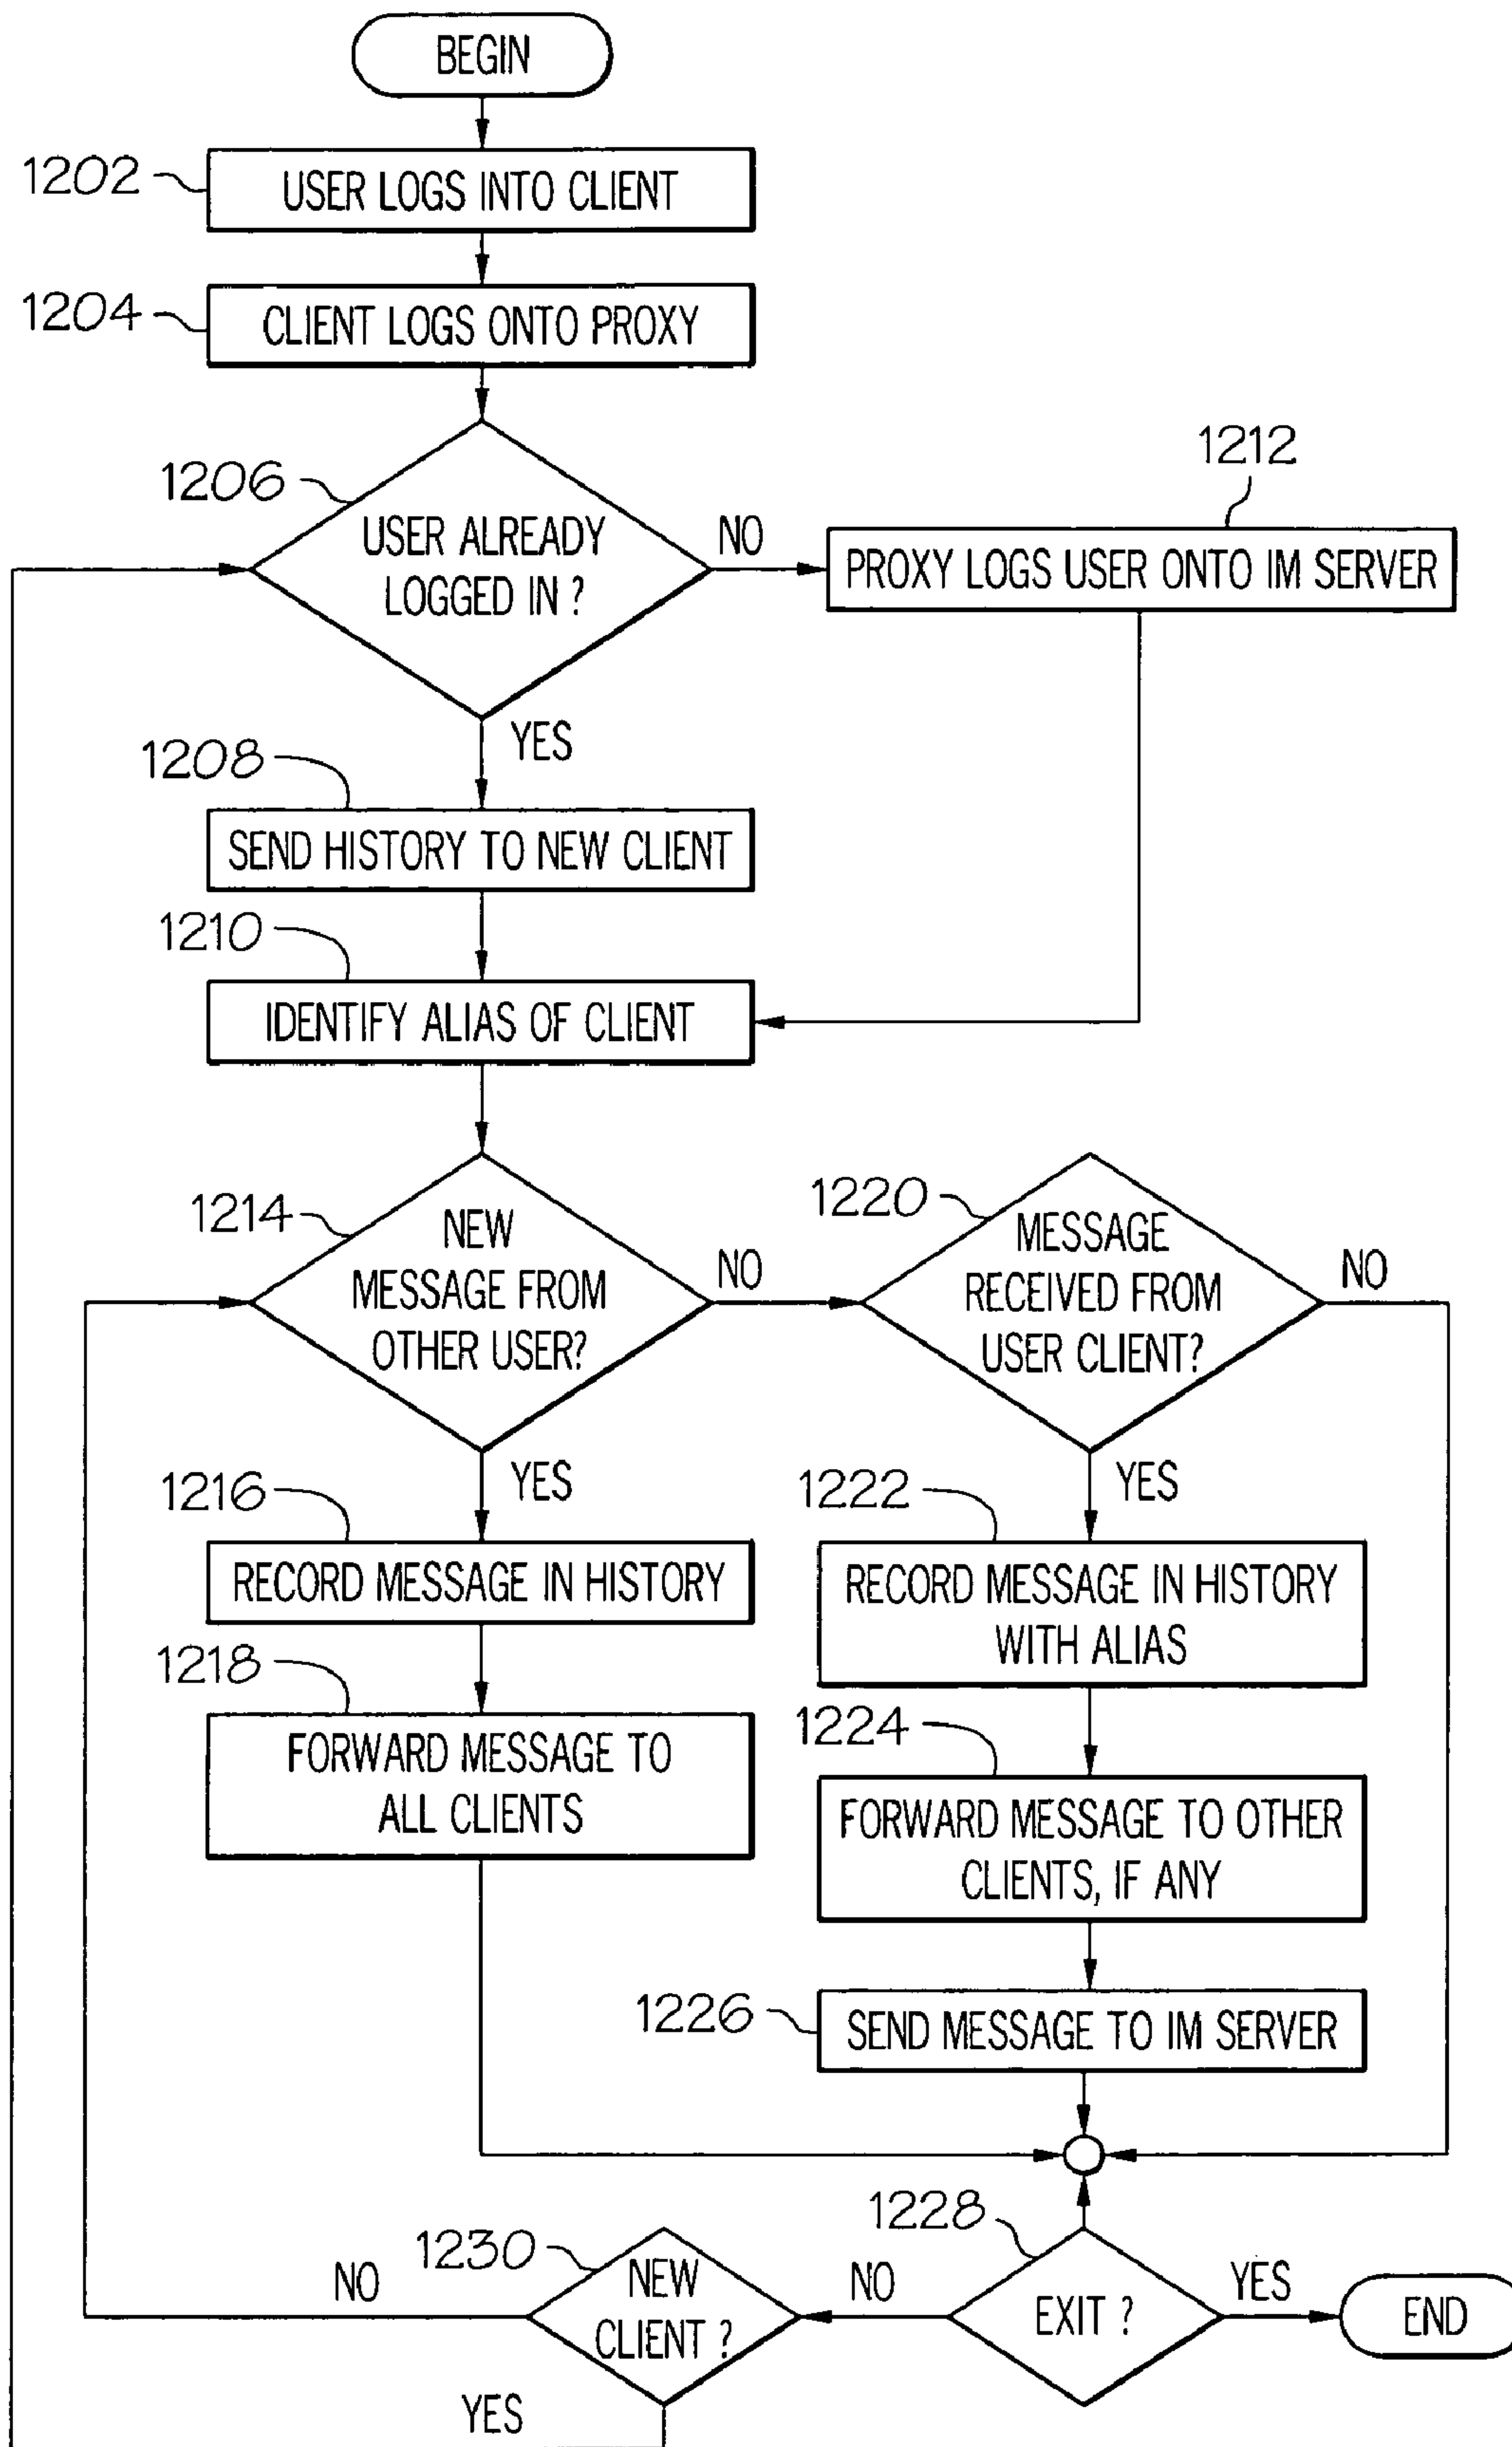 BEGIN
1202
USER LOGS INTO CLIENT
1204
CLIENT LOGS ONTO PROXY
1206
USER ALREADY
LOGGED IN ?
NO
1212
PROXY LOGS USER ONTO IM SERVER
YES
1208
SEND HISTORY TO NEW CLIENT
1210
IDENTIFY ALIAS OF CLIENT
1214
NEW
MESSAGE FROM
OTHER USER?
NO
1220
MESSAGE
RECEIVED FROM
USER CLIENT?
NO
YES
1216
RECORD MESSAGE IN HISTORY
1218
FORWARD MESSAGE TO
ALL CLIENTS
YES
1222
RECORD MESSAGE IN HISTORY
WITH ALIAS
1224
FORWARD MESSAGE TO OTHER
CLIENTS, IF ANY
1226
SEND MESSAGE TO IM SERVER
1228
EXIT ?
YES
END
NO
1230
NEW
CLIENT ?
NO
YES